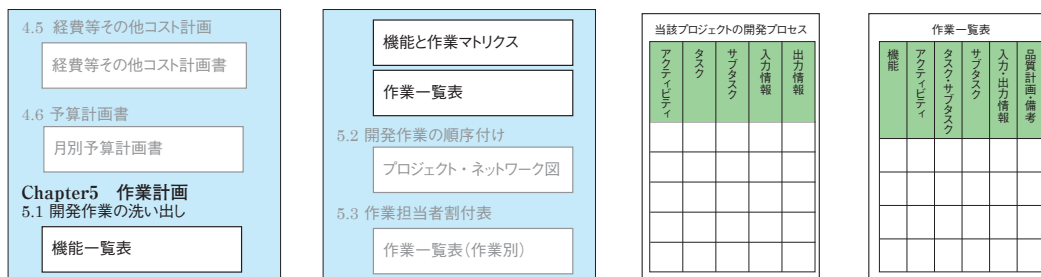 4.5 経費等その他コスト計画
経費等その他コスト計画書
4.6 予算計画書
月別予算計画書
Chapter5 作業計画
5.1 開発作業の洗い出し
機能一覧表
機能と作業マトリクス
作業一覧表
5.2 開発作業の順序付け
プロジェクト・ネットワーク図
5.3 作業担当者割付表
作業一覧表(作業別)
当該プロジェクトの開発プロセス
アクティビティ
タスク
サブタスク
入力情報
出力情報
作業一覧表
機能
アクティビティ
タスク・サブタスク
サブタスク
入力・出力情報
品質計画・備考